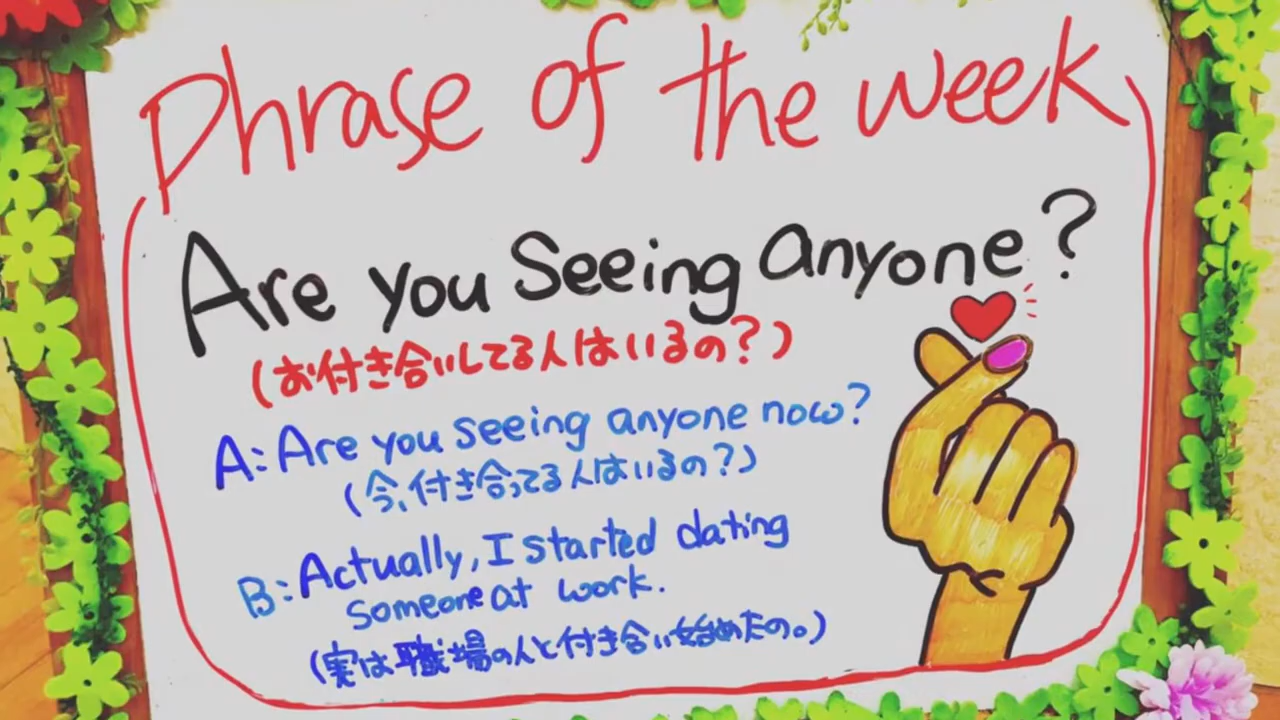 Phrase of the week
Are you Seeing anyone?
(お付き合いしてる人はいるの?)
A: Are you seeing anyone now?
(今、付き合ってる人はいるの?)
B: Actually, I started dating
someone at work.
(実は職場の人と付き合い始めたの。)